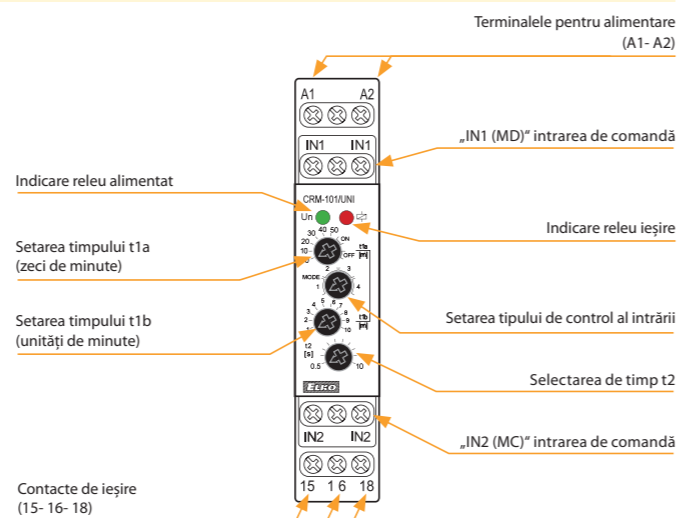 Terminalele pentru alimentare
(A1- A2)
A1 A2
IN1 IN1
„IN1 (MD)“ intrarea de comandă
Indicare releu alimentat
CRM-101/UNI
Un
Indicare releu ieșire
Setarea timpului t1a
(zeci de minute)
10 20 30 40 50 ON OFF
t1a
[m]
MODE
1 2 3 4
Setarea timpului t1b
(unități de minute)
Setarea tipului de control al intrării
2 3 4 5 6 7 8 9 10
t1b
[m]
t2
[s]
0.5 10
Selectarea de timp t2
ELKO
IN2 IN2
„IN2 (MC)“ intrarea de comandă
15 1 6 18
Contacte de ieșire
(15- 16- 18)